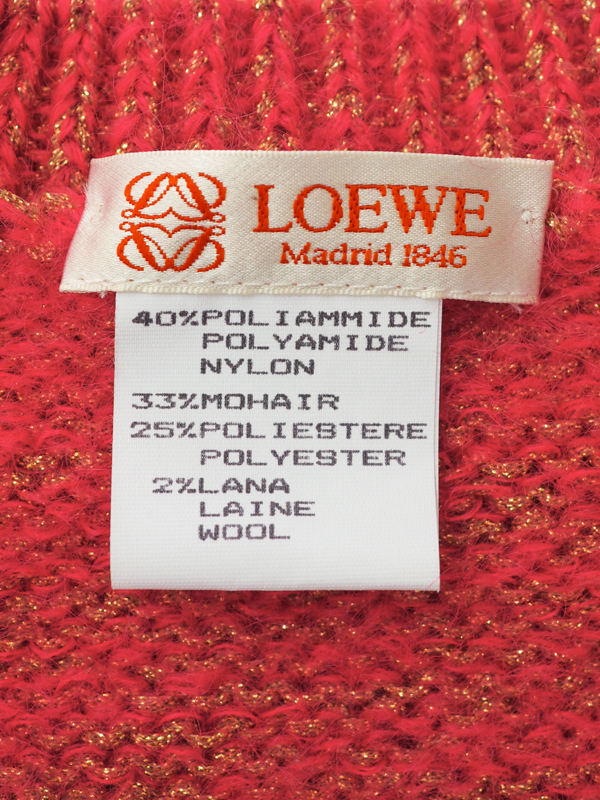 LOEWE
Madrid 1846
40%POLIAMMIDE
POLYAMIDE
NYLON
33%MOHAIR
25%POLIESTERE
POLYESTER
2%LANA
LAINE
WOOL